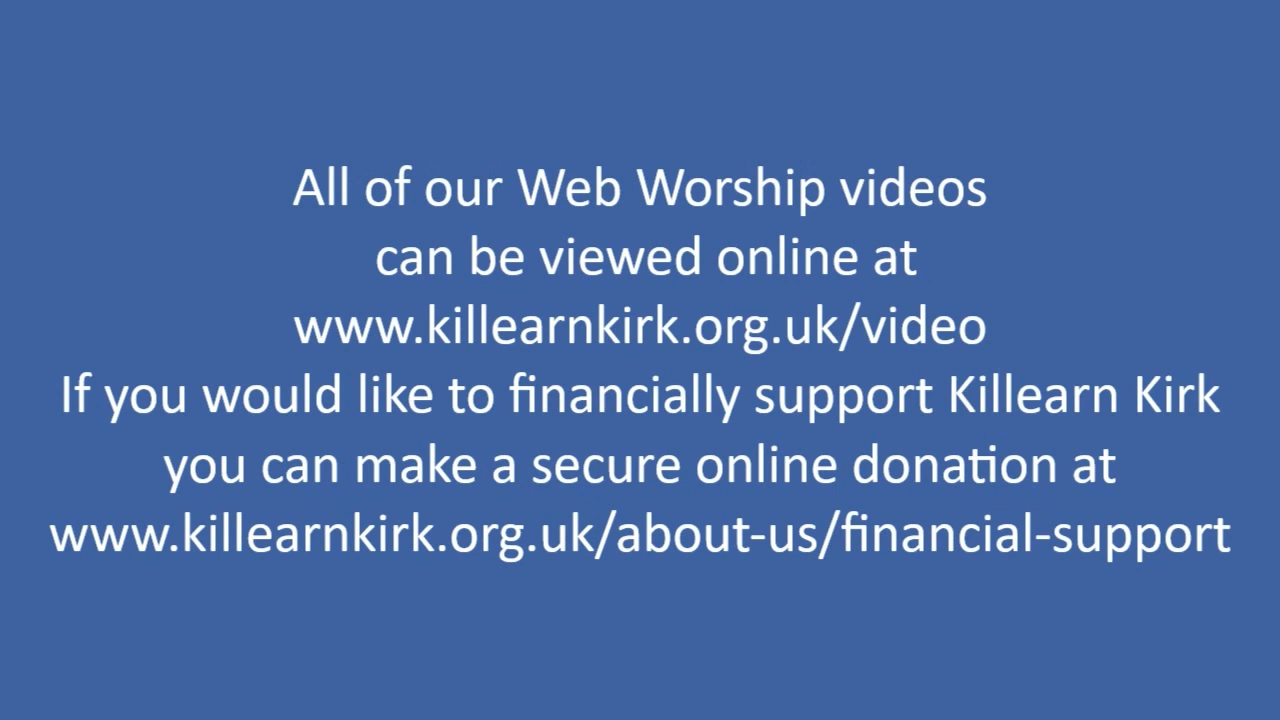 All of our Web Worship videos
can be viewed online at
www.killearnkirk.org.uk/video
If you would like to financially support Killearn Kirk
you can make a secure online donation at
www.killearnkirk.org.uk/about-us/financial-support